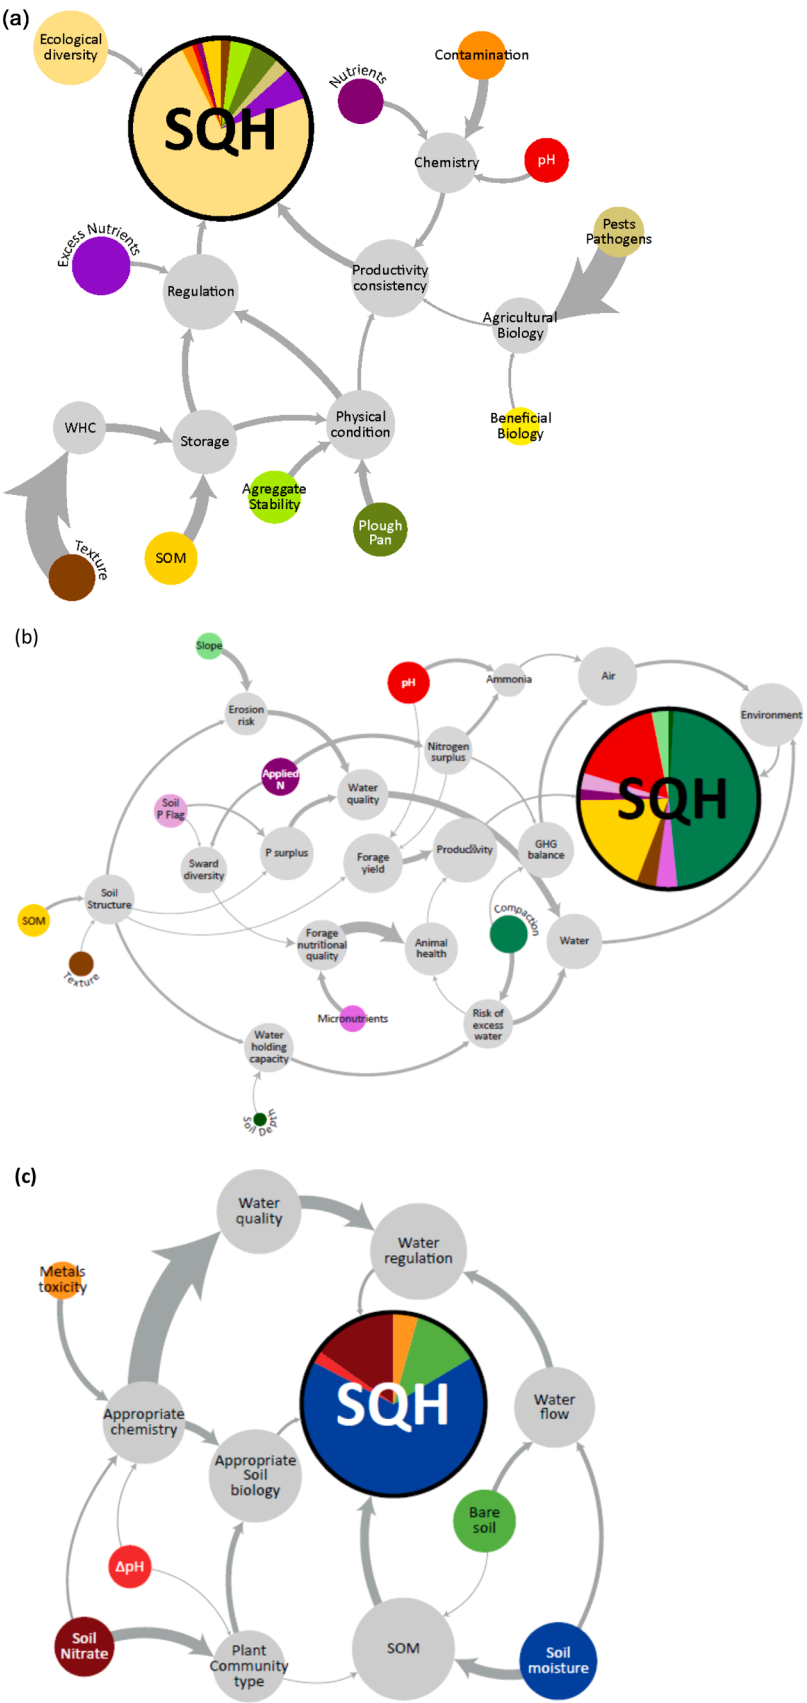 (a)
Ecological
diversity
SQH
Nutrients
Contamination
Chemistry
pH
Pests
Pathogens
Excess Nutrients
Regulation
Productivity
consistency
Agricultural
Biology
WHC
Storage
Physical
condition
Beneficial
Biology
Agreggate
Stability
Plough
Pan
SOM
Texture
(b)
Slope
pH
Ammonia
Air
Erosion
risk
Environment
Nitrogen
surplus
Applied
N
Water
quality
SQH
Soil
P Flag
P surplus
Sward
diversity
Forage
yield
Productivity
GHG
balance
Soil
Structure
SOM
Texture
Compaction
Forage
nutritional
quality
Animal
health
Water
Micronutrients
Risk of
excess
water
Water
holding
capacity
Soil Depth
(c)
Water
quality
Water
regulation
Metals
toxicity
SQH
Appropriate
chemistry
Water
flow
Appropriate
Soil
biology
Bare
soil
ΔpH
Soil
Nitrate
Plant
Community
type
SOM
Soil
moisture